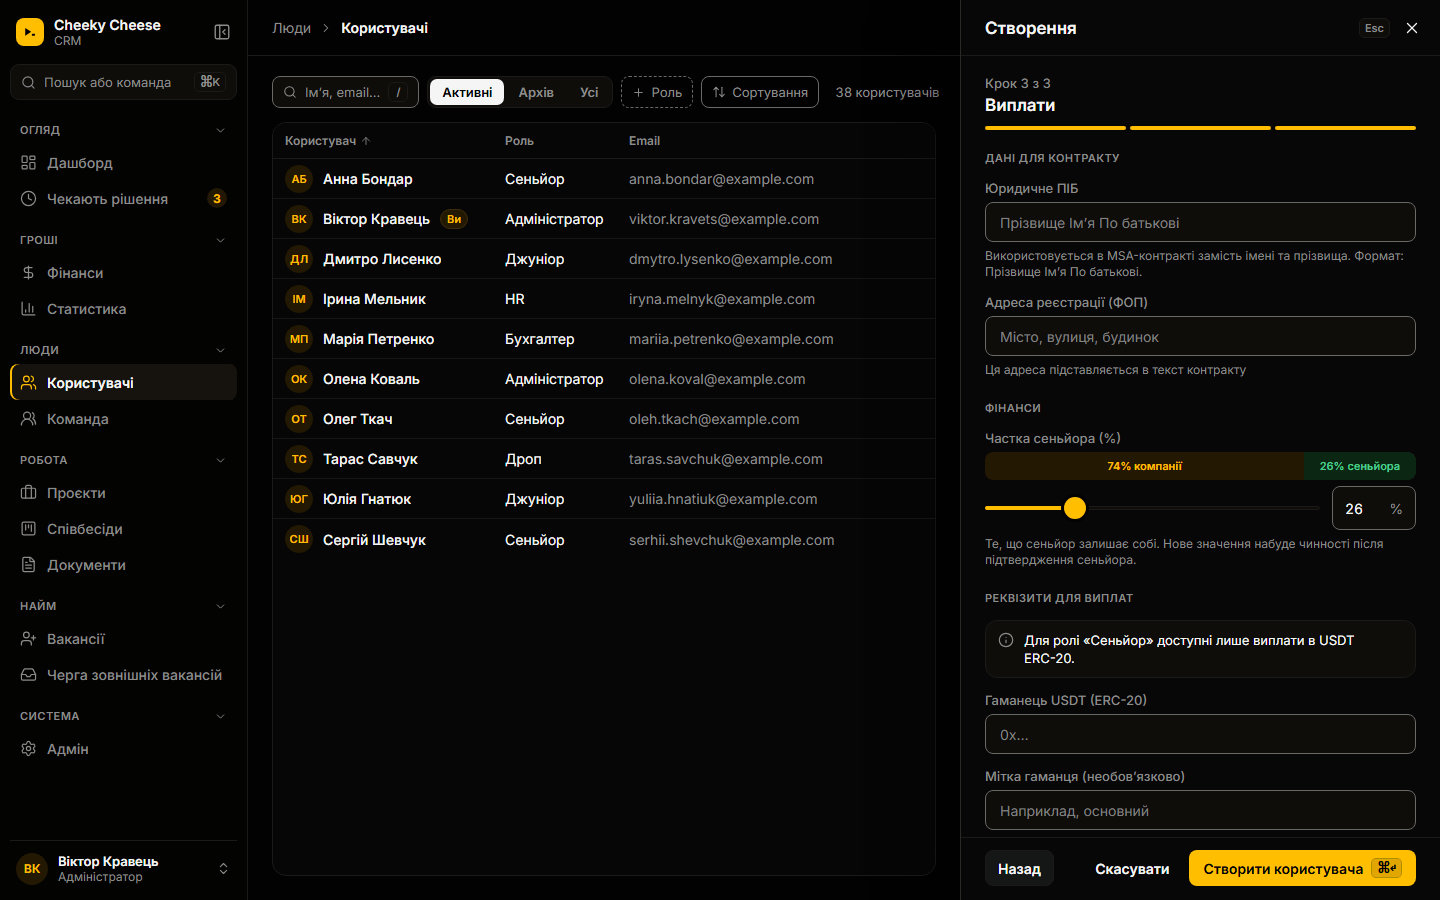 Cheeky Cheese
CRM
Пошук або команда ⌘K
ОГЛЯД
Дашборд
Чекають рішення 3
ГРОШІ
Фінанси
Статистика
ЛЮДИ
Користувачі
Команда
РОБОТА
Проєкти
Співбесіди
Документи
НАЙМ
Вакансії
Черга зовнішніх вакансій
СИСТЕМА
Адмін
ВК Віктор Кравець
Адміністратор
Люди > Користувачі
Ім’я, email... / Активні Архів Усі + Роль Сортування 38 користувачів
Користувач ↑ Роль Email
АБ Анна Бондар Сеньйор anna.bondar@example.com
ВК Віктор Кравець Ви Адміністратор viktor.kravets@example.com
ДЛ Дмитро Лисенко Джуніор dmytro.lysenko@example.com
ІМ Ірина Мельник HR iryna.melnyk@example.com
МП Марія Петренко Бухгалтер mariia.petrenko@example.com
ОК Олена Коваль Адміністратор olena.koval@example.com
ОТ Олег Ткач Сеньйор oleh.tkach@example.com
ТС Тарас Савчук Дроп taras.savchuk@example.com
ЮГ Юлія Гнатюк Джуніор yuliia.hnatiuk@example.com
СШ Сергій Шевчук Сеньйор serhii.shevchuk@example.com
Створення Esc
Крок 3 з 3
Виплати
ДАНІ ДЛЯ КОНТРАКТУ
Юридичне ПІБ
Прізвище Ім’я По батькові
Використовується в MSA-контракті замість імені та прізвища. Формат:
Прізвище Ім’я По батькові.
Адреса реєстрації (ФОП)
Місто, вулиця, будинок
Ця адреса підставляється в текст контракту
ФІНАНСИ
Частка сеньйора (%)
74% компанії 26% сеньйора
26 %
Те, що сеньйор залишає собі. Нове значення набуде чинності після
підтвердження сеньйора.
РЕКВІЗИТИ ДЛЯ ВИПЛАТ
Для ролі «Сеньйор» доступні лише виплати в USDT
ERC-20.
Гаманець USDT (ERC-20)
0x...
Мітка гаманця (необов’язково)
Наприклад, основний
Назад Скасувати Створити користувача ⌘↵